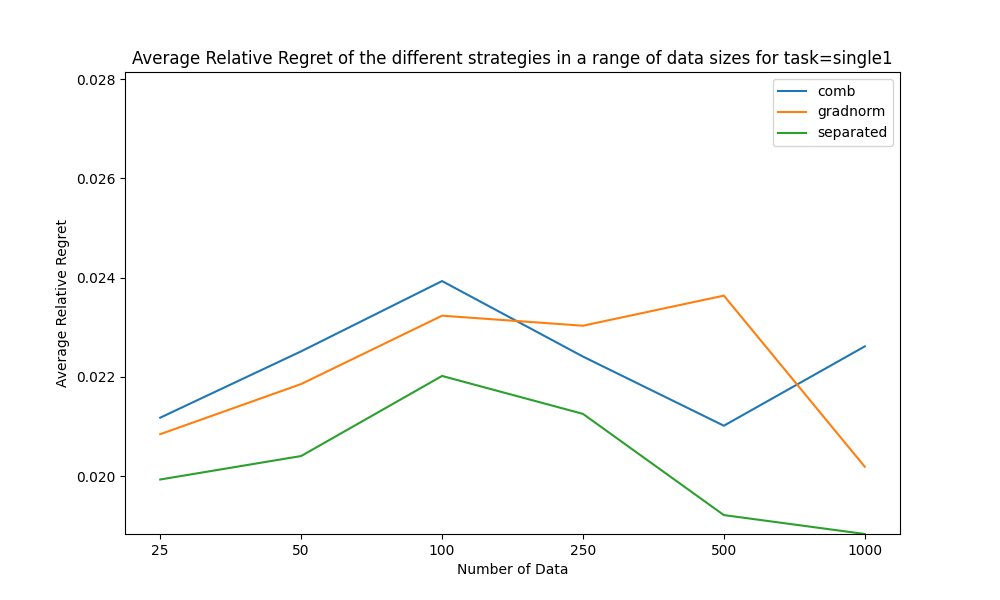 Average Relative Regret of the different strategies in a range of data sizes for task=single1
comb
gradnorm
separated
Average Relative Regret
0.028
0.026
0.024
0.022
0.020
25 50 100 250 500 1000
Number of Data